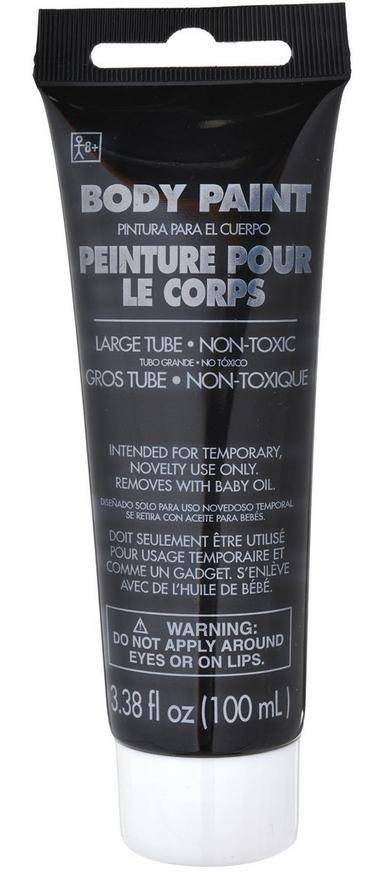 8+
BODY PAINT
PINTURA PARA EL CUERPO
PEINTURE POUR
LE CORPS
LARGE TUBE • NON-TOXIC
TUBO GRANDE • NO TÓXICO
GROS TUBE • NON-TOXIQUE
INTENDED FOR TEMPORARY,
NOVELTY USE ONLY.
REMOVES WITH BABY OIL.
DISEÑADO SOLO PARA USO NOVEDOSO TEMPORAL.
SE RETIRA CON ACEITE PARA BEBÉS.
DOIT SEULEMENT ÊTRE UTILISÉ
POUR USAGE TEMPORAIRE ET
COMME UN GADGET. S'ENLÈVE
AVEC DE L'HUILE DE BÉBÉ.
WARNING:
DO NOT APPLY AROUND
EYES OR ON LIPS.
3.38 fl oz (100 mL)